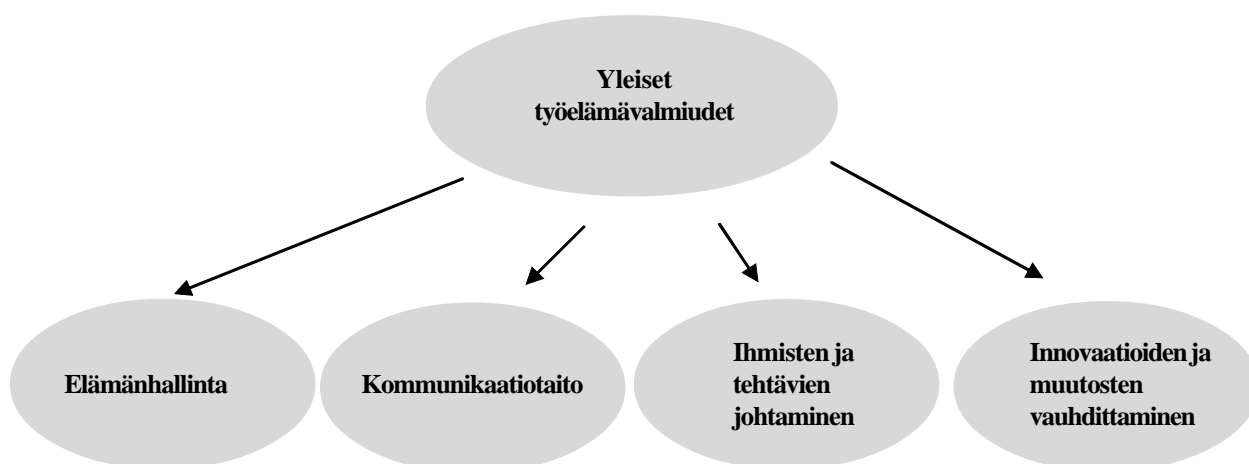 Yleiset
työelämävalmiudet
Elämänhallinta
Kommunikaatiotaito
Ihmisten ja
tehtävien
johtaminen
Innovaatioiden ja
muutosten
vauhdittaminen